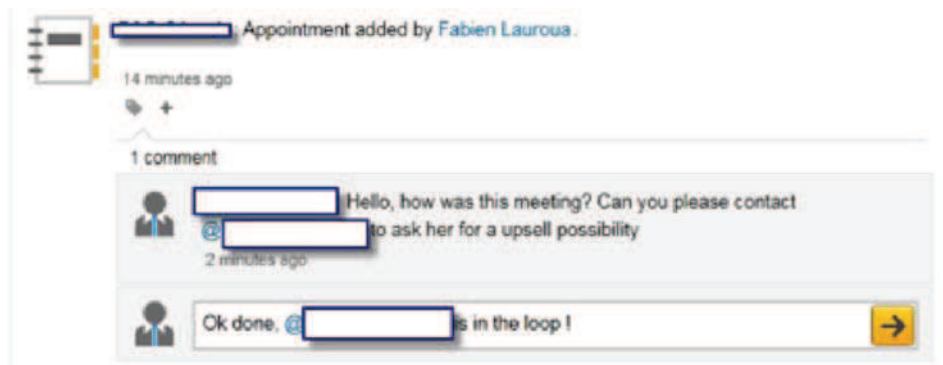 Appointment added by Fabien Lauroua.
14 minutes ago
1 comment
Hello, how was this meeting? Can you please contact
@ to ask her for a upsell possibility
2 minutes ago
Ok done, @ is in the loop !